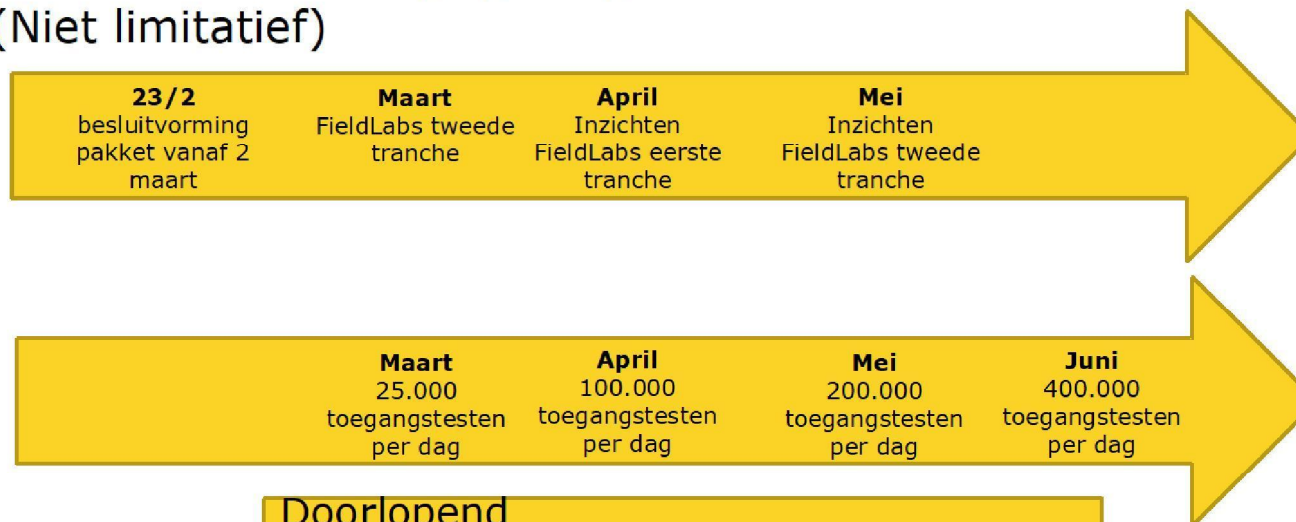 (Niet limitatief)
23/2
besluitvorming
pakket vanaf 2
maart
Maart
FieldLabs tweede
tranche
April
Inzichten
FieldLabs eerste
tranche
Mei
Inzichten
FieldLabs tweede
tranche
Maart
25.000
toegangstesten
per dag
April
100.000
toegangstesten
per dag
Mei
200.000
toegangstesten
per dag
Juni
400.000
toegangstesten
per dag
Doorlopend